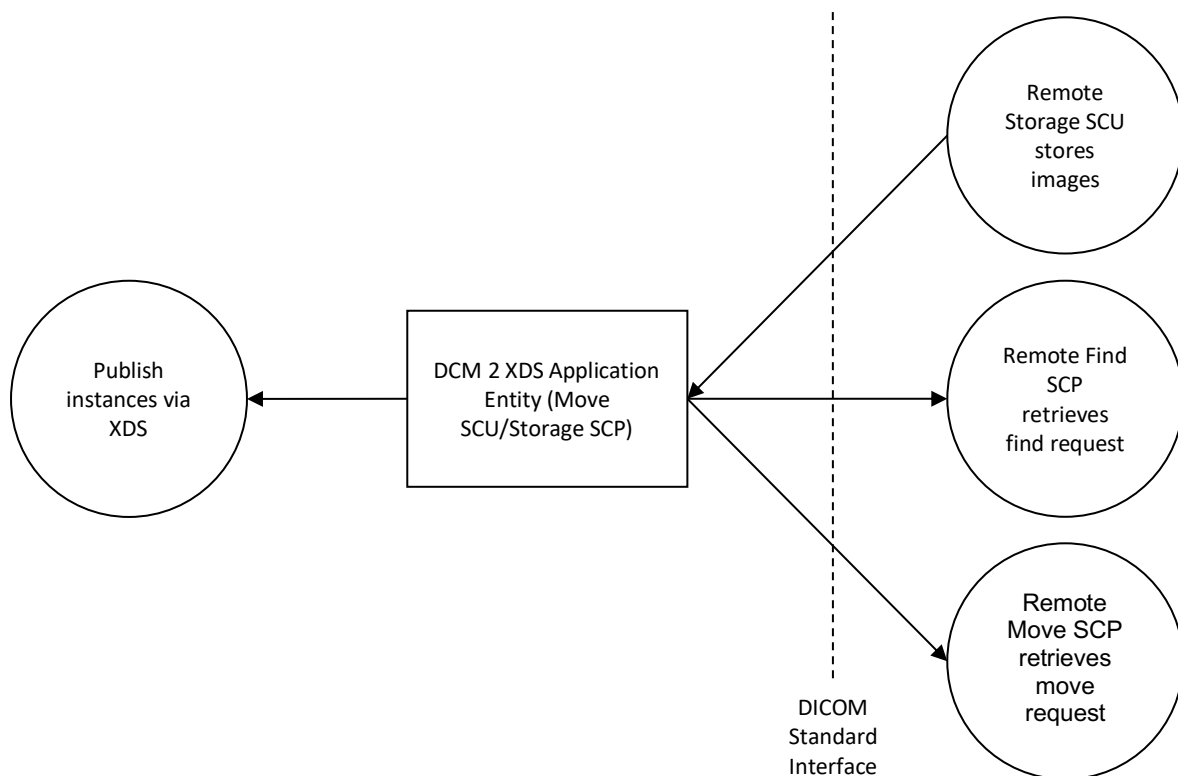 Remote
Storage SCU
stores
images
Publish
instances via
XDS
DCM 2 XDS Application
Entity (Move
SCU/Storage SCP)
Remote Find
SCP
retrieves
find request
Remote
Move SCP
retrieves
move
request
DICOM
Standard
Interface